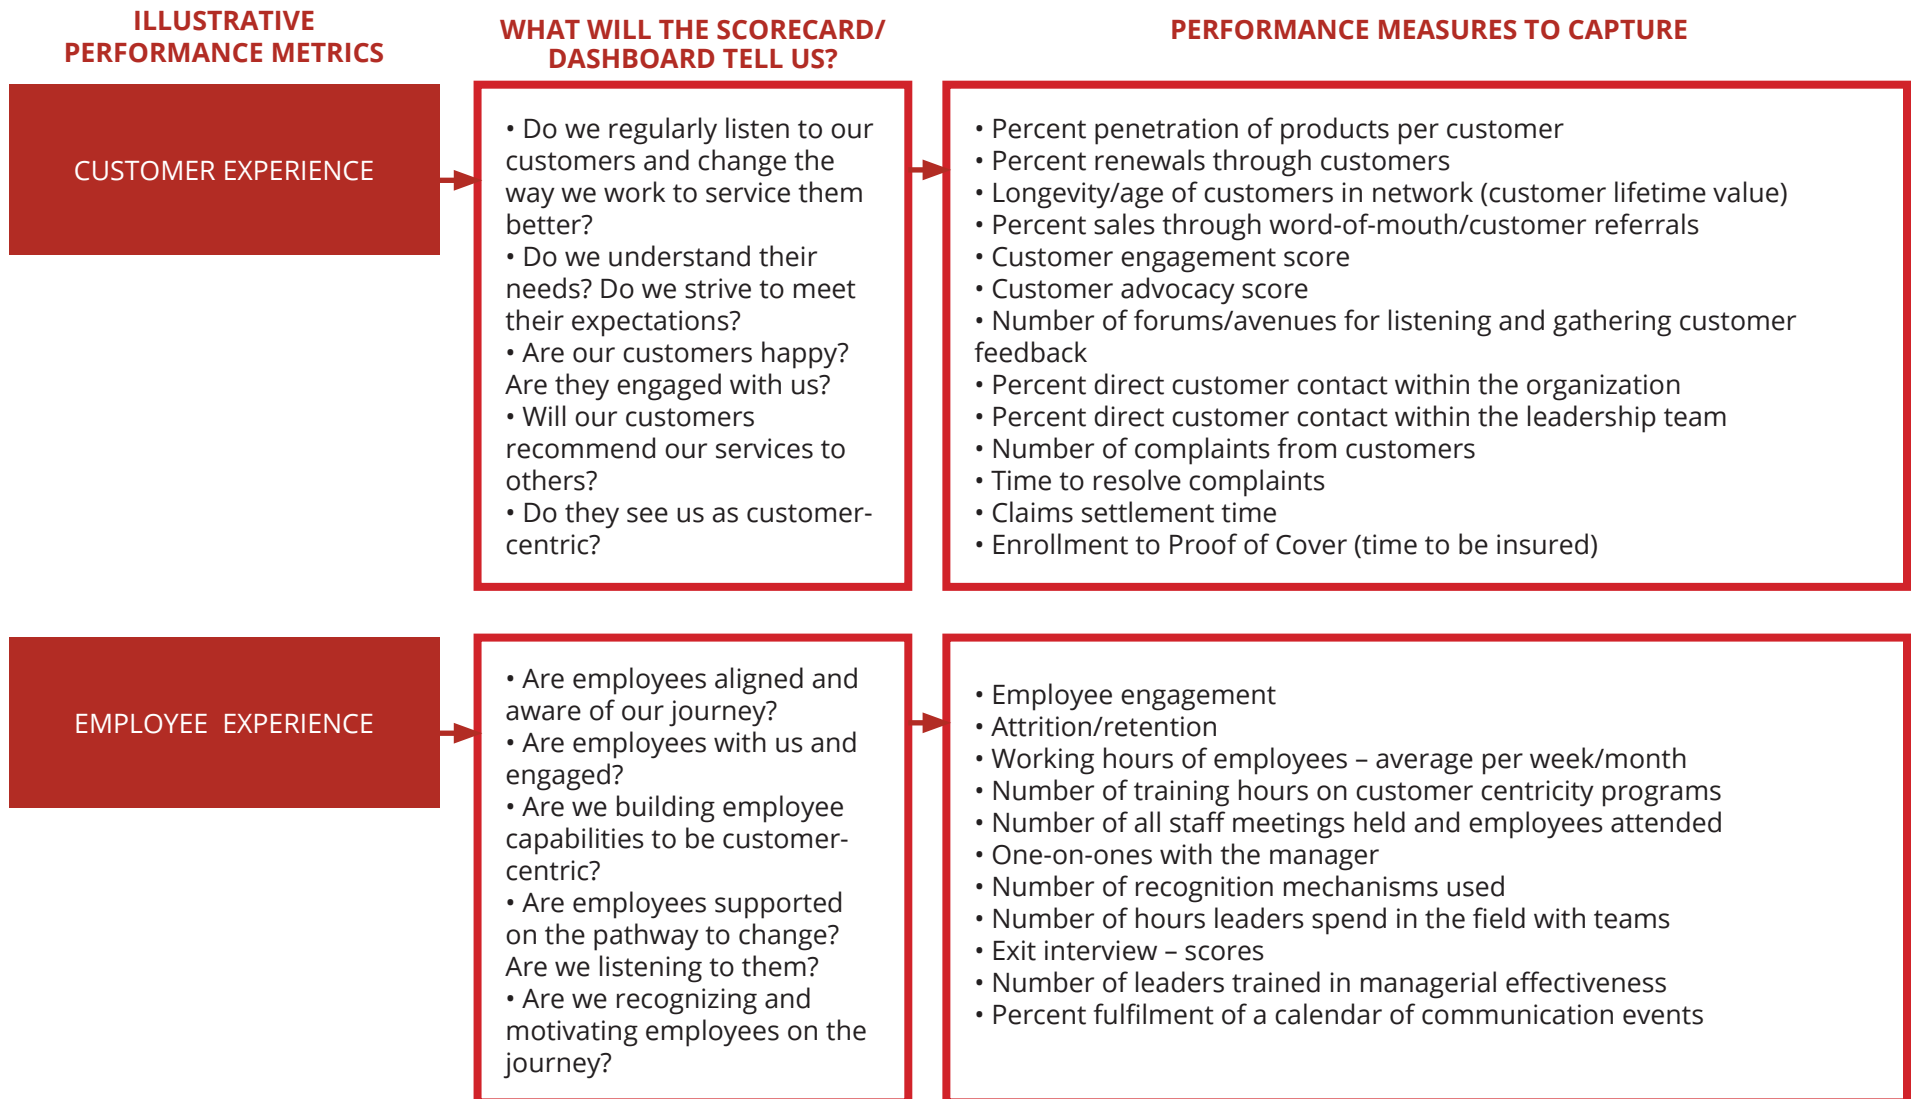 ILLUSTRATIVE
PERFORMANCE METRICS
WHAT WILL THE SCORECARD/
DASHBOARD TELL US?
PERFORMANCE MEASURES TO CAPTURE
CUSTOMER EXPERIENCE
• Do we regularly listen to our
customers and change the
way we work to service them
better?
• Do we understand their
needs? Do we strive to meet
their expectations?
• Are our customers happy?
Are they engaged with us?
• Will our customers
recommend our services to
others?
• Do they see us as customer-
centric?
• Percent penetration of products per customer
• Percent renewals through customers
• Longevity/age of customers in network (customer lifetime value)
• Percent sales through word-of-mouth/customer referrals
• Customer engagement score
• Customer advocacy score
• Number of forums/avenues for listening and gathering customer
feedback
• Percent direct customer contact within the organization
• Percent direct customer contact within the leadership team
• Number of complaints from customers
• Time to resolve complaints
• Claims settlement time
• Enrollment to Proof of Cover (time to be insured)
EMPLOYEE  EXPERIENCE
• Are employees aligned and
aware of our journey?
• Are employees with us and
engaged?
• Are we building employee
capabilities to be customer-
centric?
• Are employees supported
on the pathway to change?
Are we listening to them?
• Are we recognizing and
motivating employees on the
journey?
• Employee engagement
• Attrition/retention
• Working hours of employees – average per week/month
• Number of training hours on customer centricity programs
• Number of all staff meetings held and employees attended
• One-on-ones with the manager
• Number of recognition mechanisms used
• Number of hours leaders spend in the field with teams
• Exit interview – scores
• Number of leaders trained in managerial effectiveness
• Percent fulfilment of a calendar of communication events